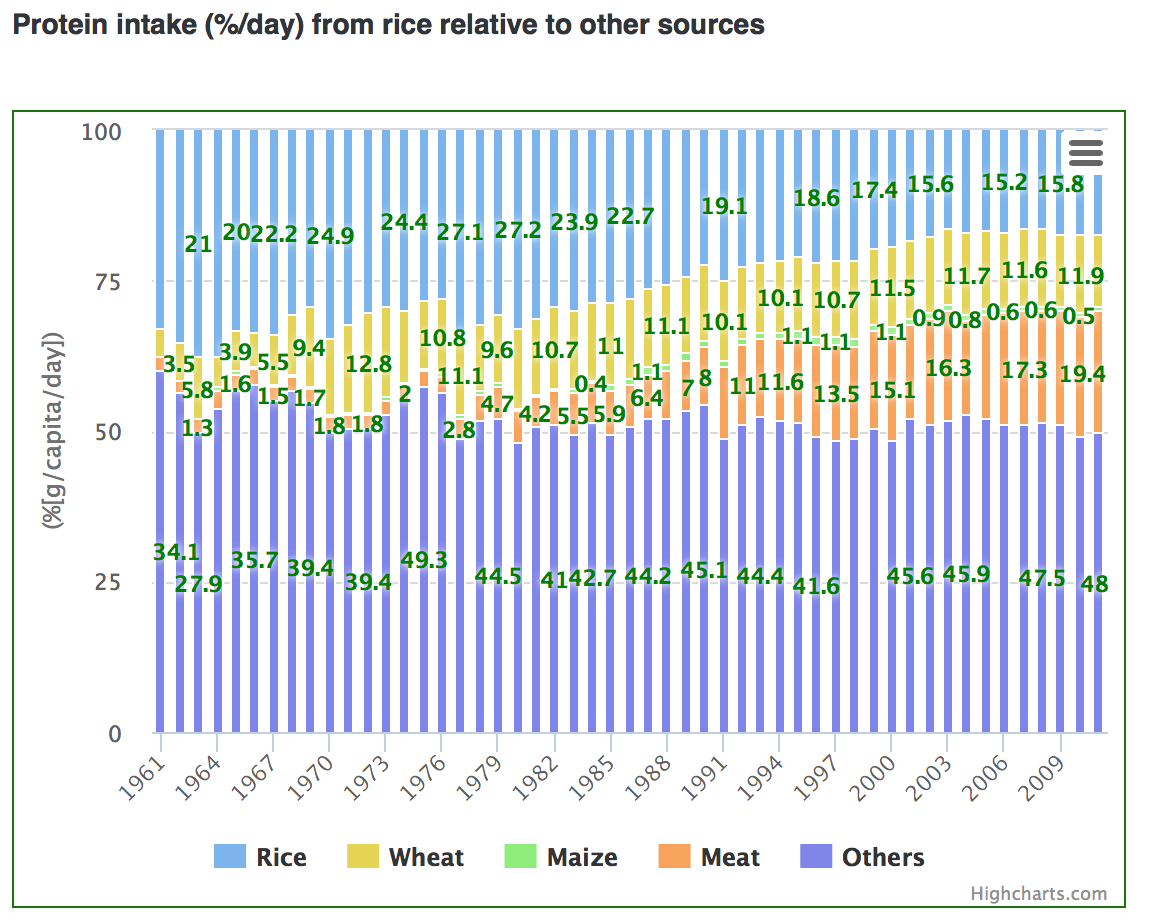 Protein intake (%/day) from rice relative to other sources
100
75
50
25
0
(%[g/capita/day])
21 20 22.2 24.9 24.4 27.1 27.2 23.9 22.7 19.1 18.6 17.4 15.6 15.2 15.8
3.5 5.8 3.9 5.5 9.4 12.8 10.8 11.1 9.6 10.7 11 11.1 10.1 10.1 10.7 11.5 11.7 11.6 11.9
0.4 1.1 1.1 1.1 1.1 0.9 0.8 0.6 0.6 0.5
1.3 1.6 1.5 1.7 1.8 1.8 2 2.8 4.7 4.2 5.5 5.9 6.4 7 8 11 11.6 13.5 15.1 16.3 17.3 19.4
34.1 27.9 35.7 39.4 39.4 49.3 44.5 41 42.7 44.2 45.1 44.4 41.6 45.6 45.9 47.5 48
1961 1964 1967 1970 1973 1976 1979 1982 1985 1988 1991 1994 1997 2000 2003 2006 2009
Rice Wheat Maize Meat Others
Highcharts.com